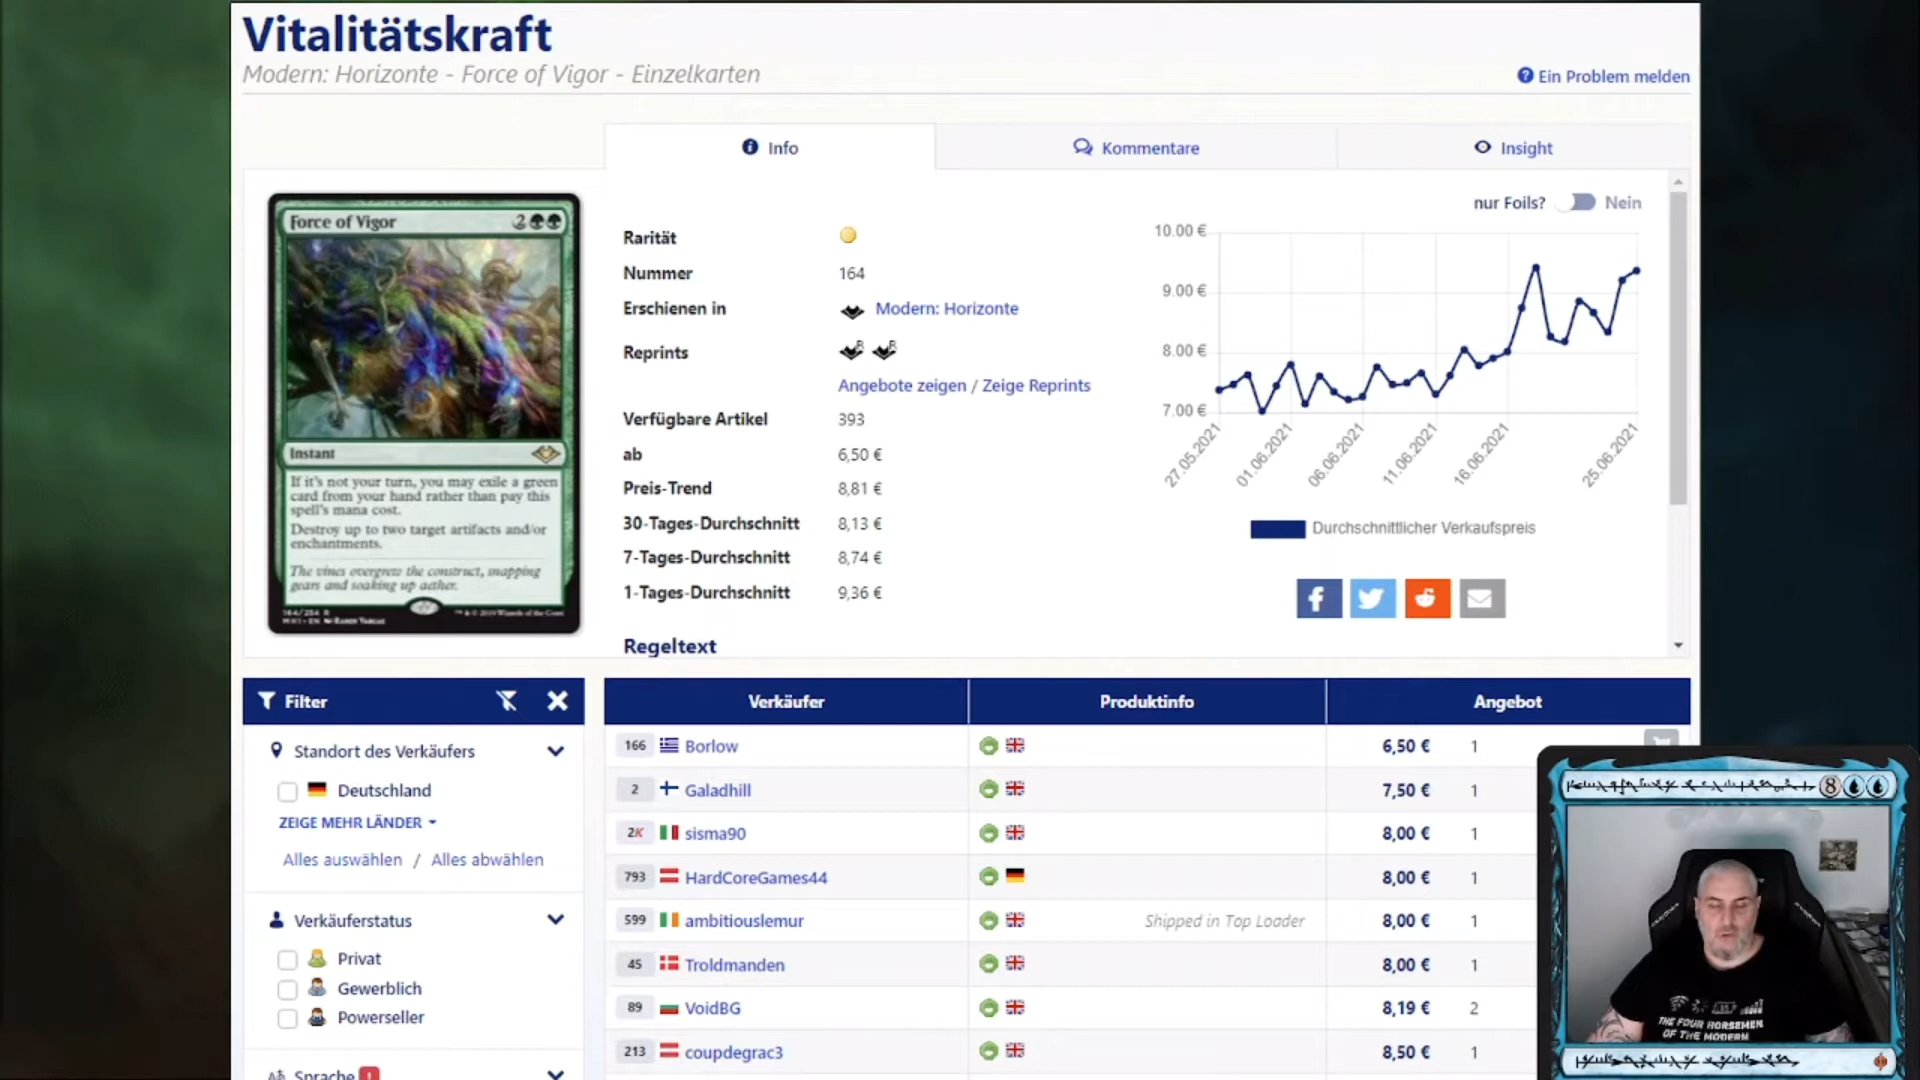 Vitalitätskraft
Modern: Horizonte - Force of Vigor - Einzelkarten
Ein Problem melden
Info
Kommentare
Insight
Force of Vigor
2
Instant
If it's not your turn, you may exile a green
card from your hand rather than pay this
spell's mana cost.
Destroy up to two target artifacts and/or
enchantments.
The vines overgrew the construct, snapping
gears and soaking up aether.
164/254 R
Rarität
Nummer 164
Erschienen in Modern: Horizonte
Reprints
Angebote zeigen / Zeige Reprints
Verfügbare Artikel 393
ab 6,50 €
Preis-Trend 8,81 €
30-Tages-Durchschnitt 8,13 €
7-Tages-Durchschnitt 8,74 €
1-Tages-Durchschnitt 9,36 €
Regeltext
nur Foils? Nein
10.00 €
9.00 €
8.00 €
7.00 €
27.05.2021
01.06.2021
06.06.2021
11.06.2021
16.06.2021
25.06.2021
Durchschnittlicher Verkaufspreis
Filter
Standort des Verkäufers
Deutschland
ZEIGE MEHR LÄNDER
Alles auswählen / Alles abwählen
Verkäuferstatus
Privat
Gewerblich
Powerseller
Sprache
Verkäufer Produktinfo Angebot
166 Borlow 6,50 € 1
2 Galadhill 7,50 € 1
2K sisma90 8,00 € 1
793 HardCoreGames44 8,00 € 1
599 ambitiouslemur Shipped in Top Loader 8,00 € 1
45 Troldmanden 8,00 € 1
89 VoidBG 8,19 € 2
213 coupdegrac3 8,50 € 1
8
THE FOUR HORSEMEN
OF THE MODERN